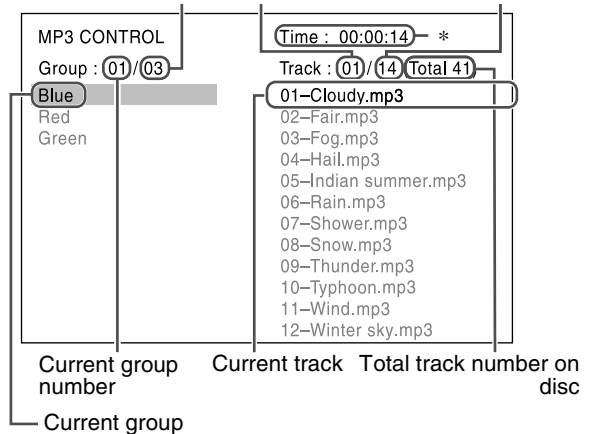 MP3 CONTROL
Time : 00:00:14 *
Group : 01/03
Track : 01/14 Total 41
Blue
Red
Green
01–Cloudy.mp3
02–Fair.mp3
03–Fog.mp3
04–Hail.mp3
05–Indian summer.mp3
06–Rain.mp3
07–Shower.mp3
08–Snow.mp3
09–Thunder.mp3
10–Typhoon.mp3
11–Wind.mp3
12–Winter sky.mp3
Current group
number
Current track
Total track number on
disc
Current group